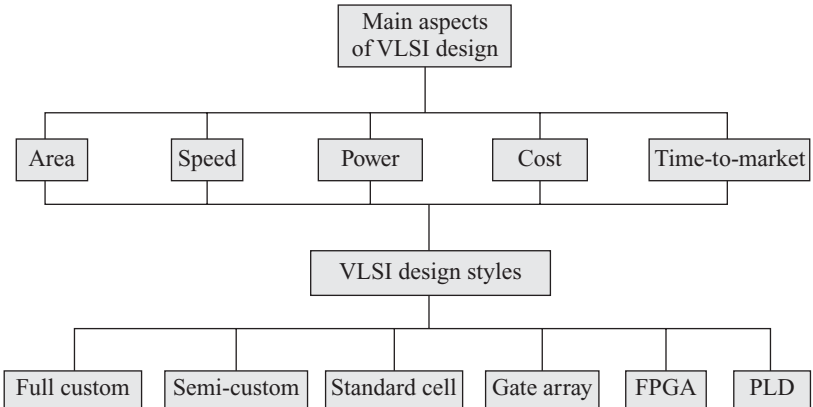 Main aspects
of VLSI design
Area
Speed
Power
Cost
Time-to-market
VLSI design styles
Full custom
Semi-custom
Standard cell
Gate array
FPGA
PLD